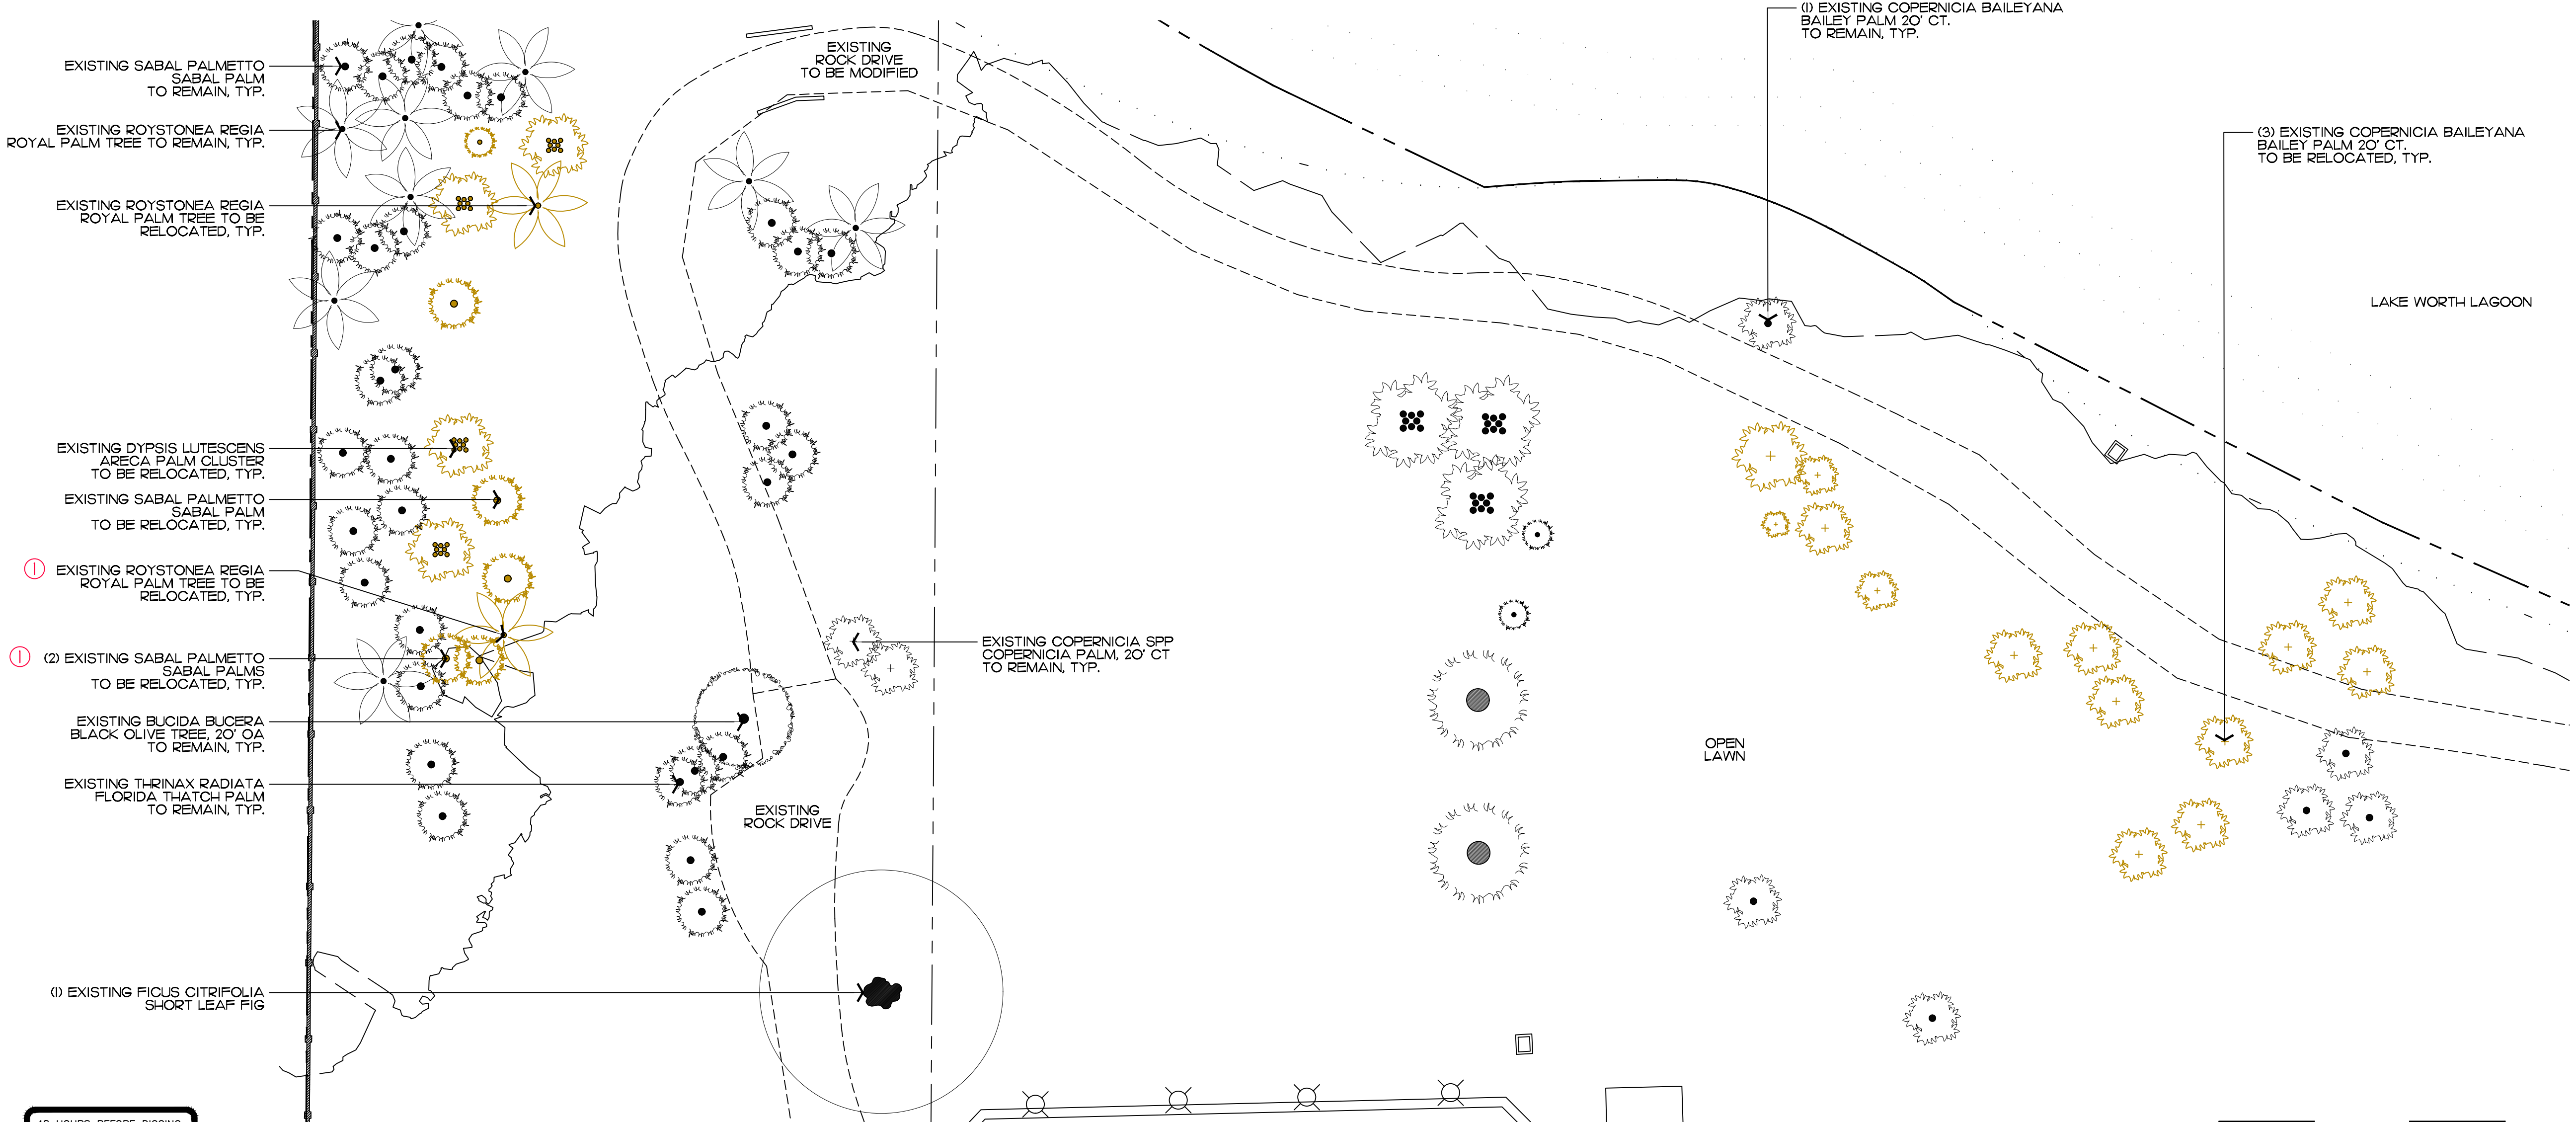 (1) EXISTING COPERNICIA BAILEYANA
BAILEY PALM 20' CT.
TO REMAIN, TYP.
EXISTING
ROCK DRIVE
TO BE MODIFIED
EXISTING SABAL PALMETTO
SABAL PALM
TO REMAIN, TYP.
EXISTING ROYSTONEA REGIA
ROYAL PALM TREE TO REMAIN, TYP.
(3) EXISTING COPERNICIA BAILEYANA
BAILEY PALM 20' CT.
TO BE RELOCATED, TYP.
EXISTING ROYSTONEA REGIA
ROYAL PALM TREE TO BE
RELOCATED, TYP.
LAKE WORTH LAGOON
EXISTING DYPSIS LUTESCENS
ARECA PALM CLUSTER
TO BE RELOCATED, TYP.
EXISTING SABAL PALMETTO
SABAL PALM
TO BE RELOCATED, TYP.
1
EXISTING ROYSTONEA REGIA
ROYAL PALM TREE TO BE
RELOCATED, TYP.
1
(2) EXISTING SABAL PALMETTO
SABAL PALMS
TO BE RELOCATED, TYP.
EXISTING COPERNICIA SPP
COPERNICIA PALM, 20' CT
TO REMAIN, TYP.
EXISTING BUCIDA BUCERA
BLACK OLIVE TREE, 20' OA
TO REMAIN, TYP.
OPEN
LAWN
EXISTING THRINAX RADIATA
FLORIDA THATCH PALM
TO REMAIN, TYP.
EXISTING
ROCK DRIVE
(1) EXISTING FICUS CITRIFOLIA
SHORT LEAF FIG
HOURS BEFORE DIGGING